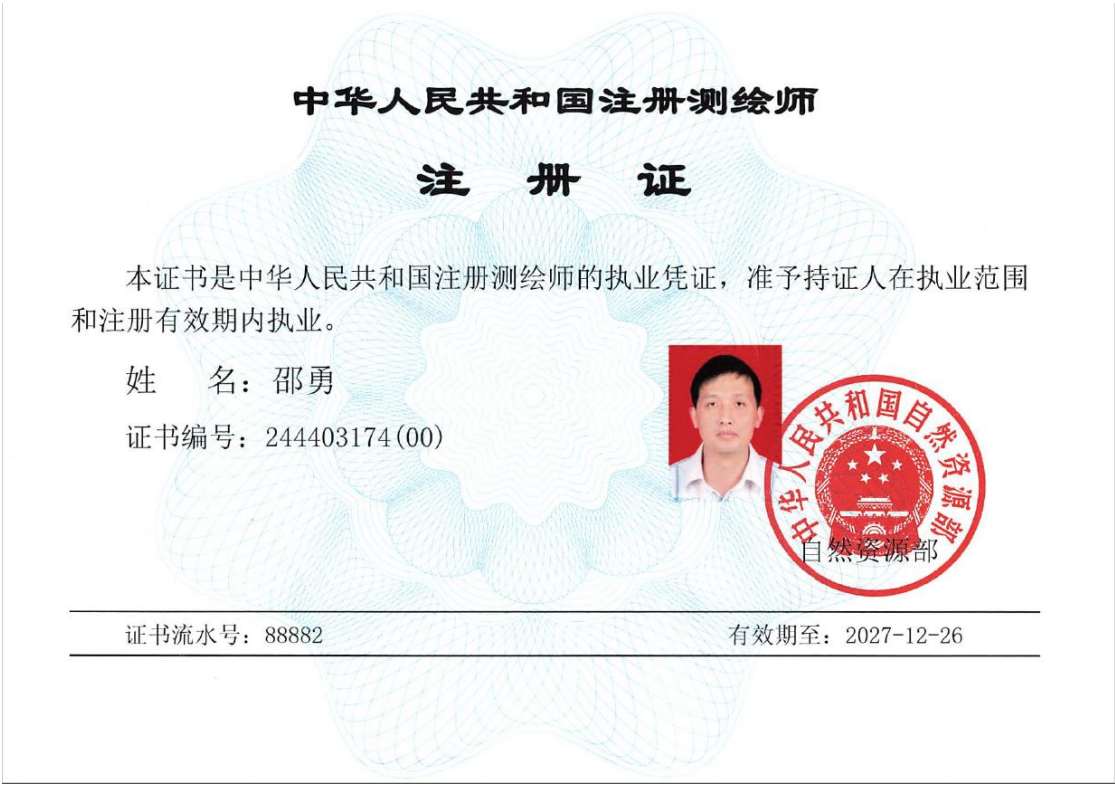 中华人民共和国注册测绘师
注 册 证
本证书是中华人民共和国注册测绘师的执业凭证，准予持证人在执业范围
和注册有效期内执业。
姓 名：邵勇
证书编号：244403174(00)
中华人民共和国自然资源部
自然资源部
证书流水号：88882 有效期至：2027-12-26